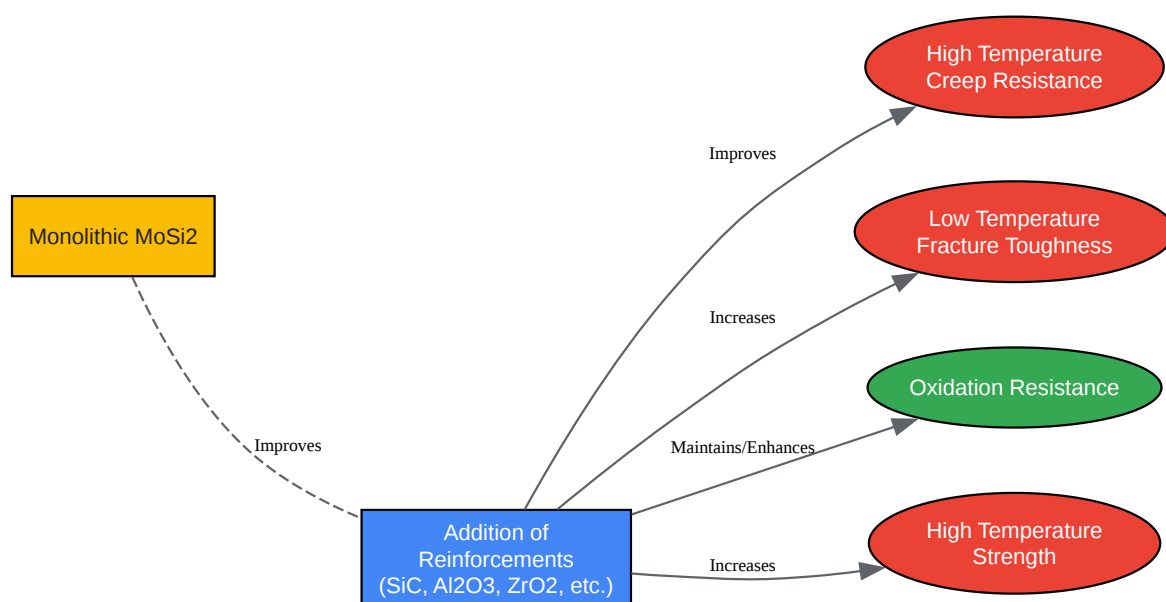 High Temperature
Creep Resistance
Improves
Low Temperature
Fracture Toughness
Monolithic MoSi2
Increases
Oxidation Resistance
Improves
Maintains/Enhances
Addition of
Reinforcements
(SiC, Al2O3, ZrO2, etc.)
High Temperature
Strength
Increases